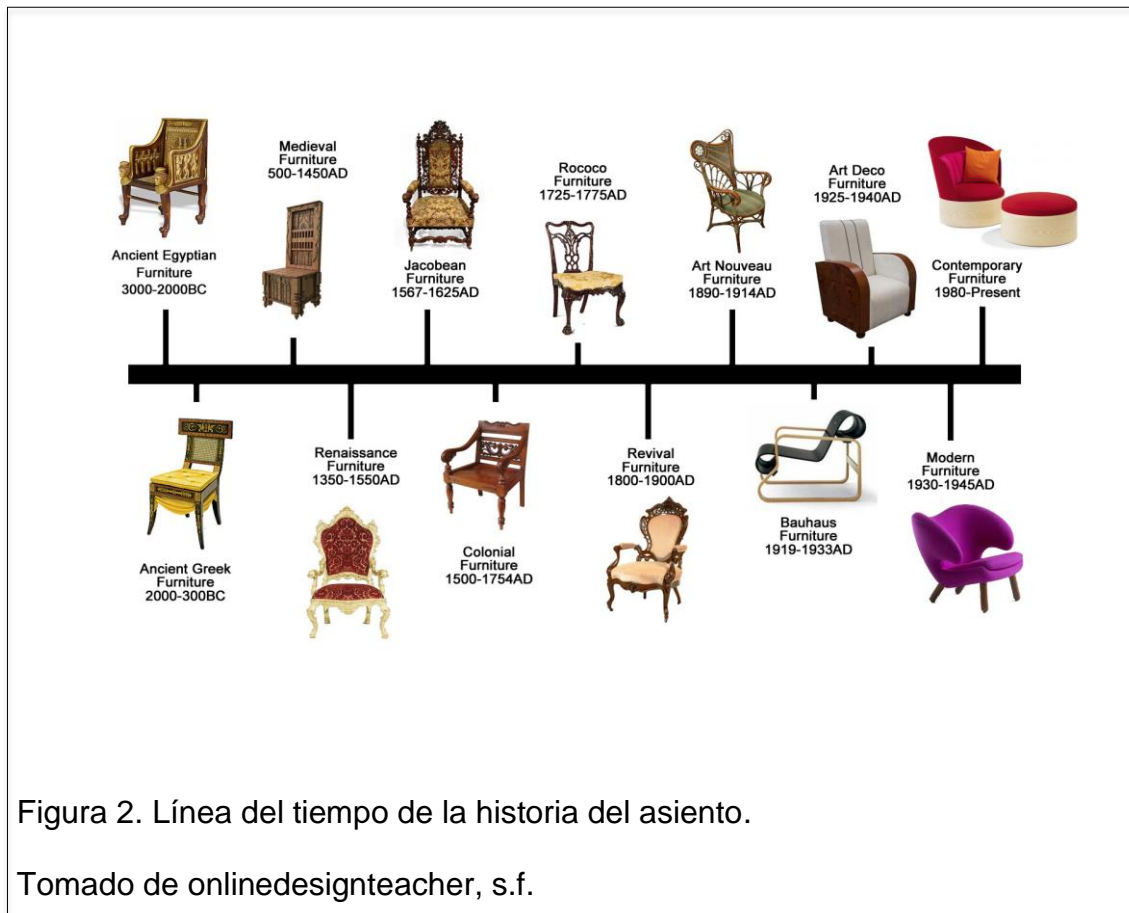 Ancient Egyptian
Furniture
3000-2000BC
Medieval
Furniture
500-1450AD
Jacobean
Furniture
1567-1625AD
Rococo
Furniture
1725-1775AD
Art Nouveau
Furniture
1890-1914AD
Art Deco
Furniture
1925-1940AD
Contemporary
Furniture
1980-Present
Ancient Greek
Furniture
2000-300BC
Renaissance
Furniture
1350-1550AD
Colonial
Furniture
1500-1754AD
Revival
Furniture
1800-1900AD
Bauhaus
Furniture
1919-1933AD
Modern
Furniture
1930-1945AD
Figura 2. Línea del tiempo de la historia del asiento.
Tomado de onlinedesignteacher, s.f.